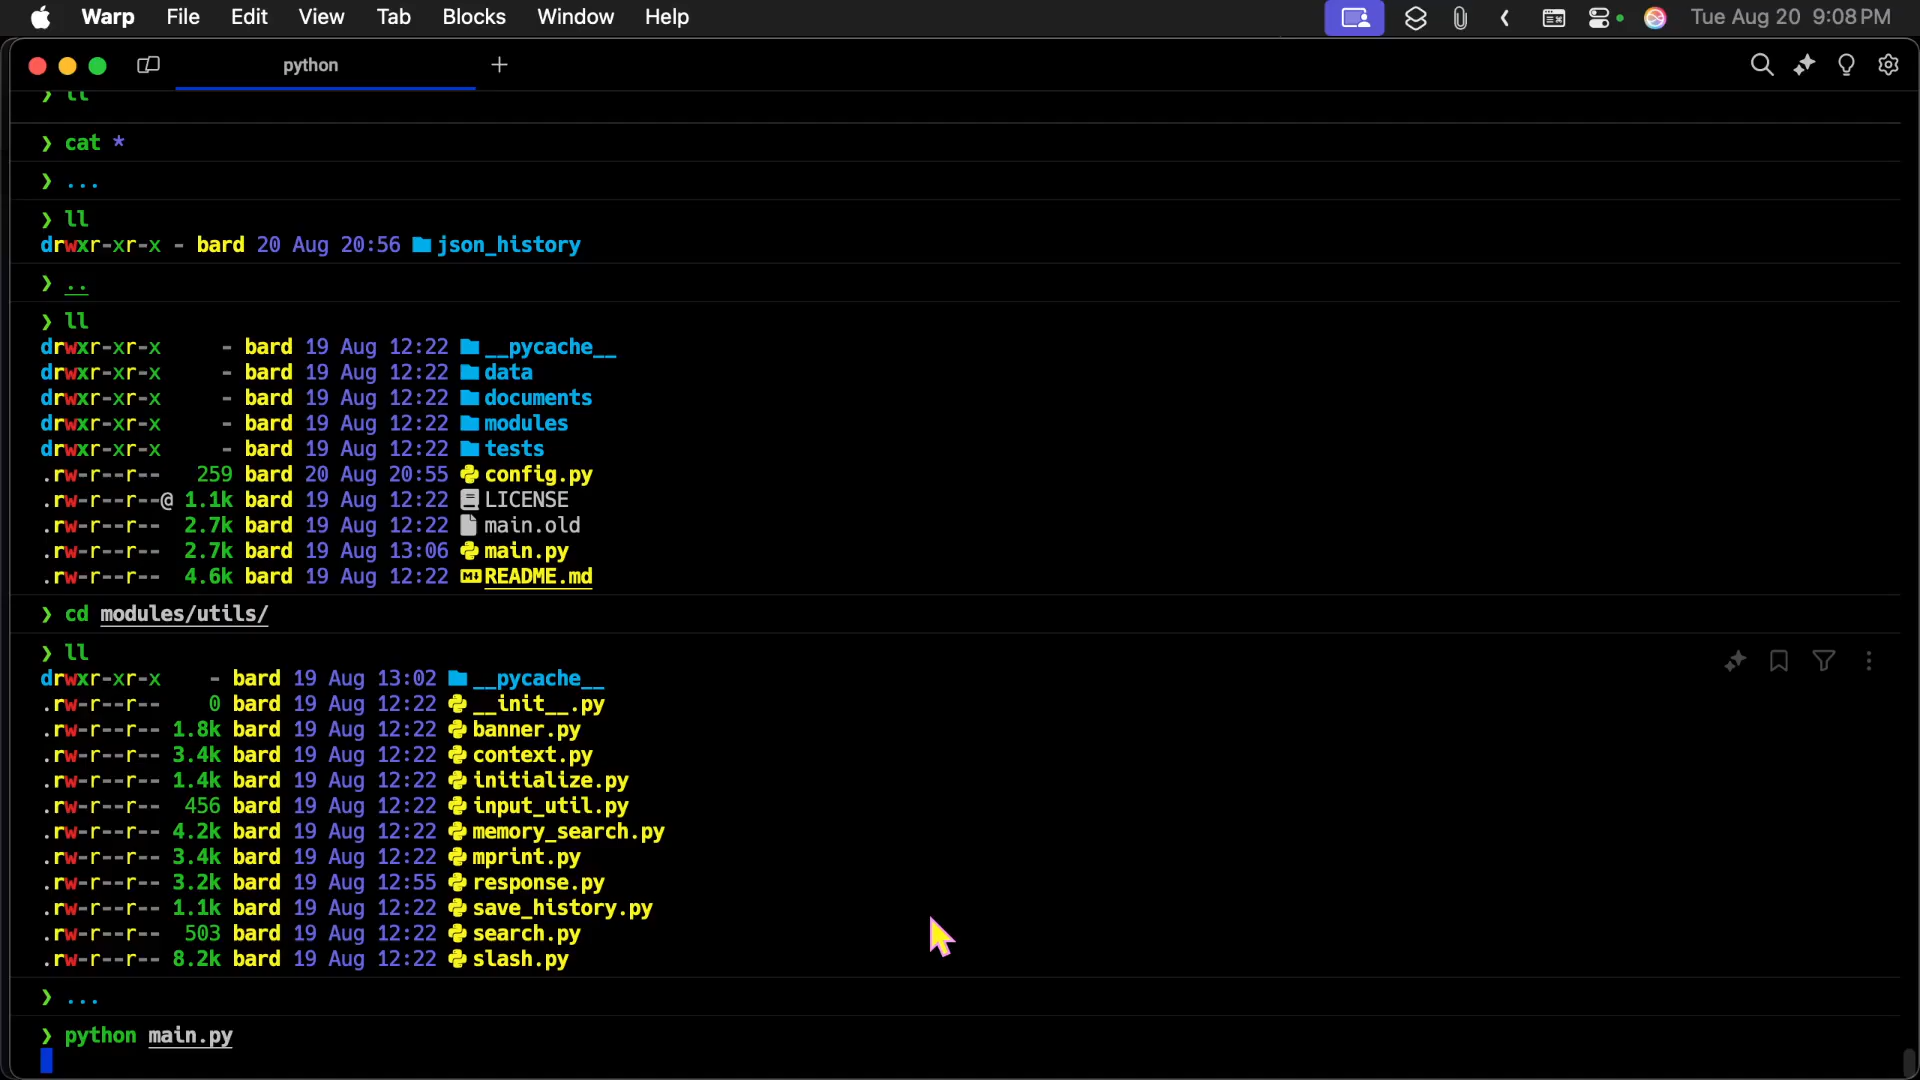 Warp File Edit View Tab Blocks Window Help Tue Aug 20 9:08 PM
python
❯ ll
❯ cat *
❯ ...
❯ ll
drwxr-xr-x - bard 20 Aug 20:56 json_history
❯ ..
❯ ll
drwxr-xr-x - bard 19 Aug 12:22 __pycache__
drwxr-xr-x - bard 19 Aug 12:22 data
drwxr-xr-x - bard 19 Aug 12:22 documents
drwxr-xr-x - bard 19 Aug 12:22 modules
drwxr-xr-x - bard 19 Aug 12:22 tests
.rw-r--r-- 259 bard 20 Aug 20:55 config.py
.rw-r--r--@ 1.1k bard 19 Aug 12:22 LICENSE
.rw-r--r-- 2.7k bard 19 Aug 12:22 main.old
.rw-r--r-- 2.7k bard 19 Aug 13:06 main.py
.rw-r--r-- 4.6k bard 19 Aug 12:22 README.md
❯ cd modules/utils/
❯ ll
drwxr-xr-x - bard 19 Aug 13:02 __pycache__
.rw-r--r-- 0 bard 19 Aug 12:22 __init__.py
.rw-r--r-- 1.8k bard 19 Aug 12:22 banner.py
.rw-r--r-- 3.4k bard 19 Aug 12:22 context.py
.rw-r--r-- 1.4k bard 19 Aug 12:22 initialize.py
.rw-r--r-- 456 bard 19 Aug 12:22 input_util.py
.rw-r--r-- 4.2k bard 19 Aug 12:22 memory_search.py
.rw-r--r-- 3.4k bard 19 Aug 12:22 mprint.py
.rw-r--r-- 3.2k bard 19 Aug 12:55 response.py
.rw-r--r-- 1.1k bard 19 Aug 12:22 save_history.py
.rw-r--r-- 503 bard 19 Aug 12:22 search.py
.rw-r--r-- 8.2k bard 19 Aug 12:22 slash.py
❯ ...
❯ python main.py